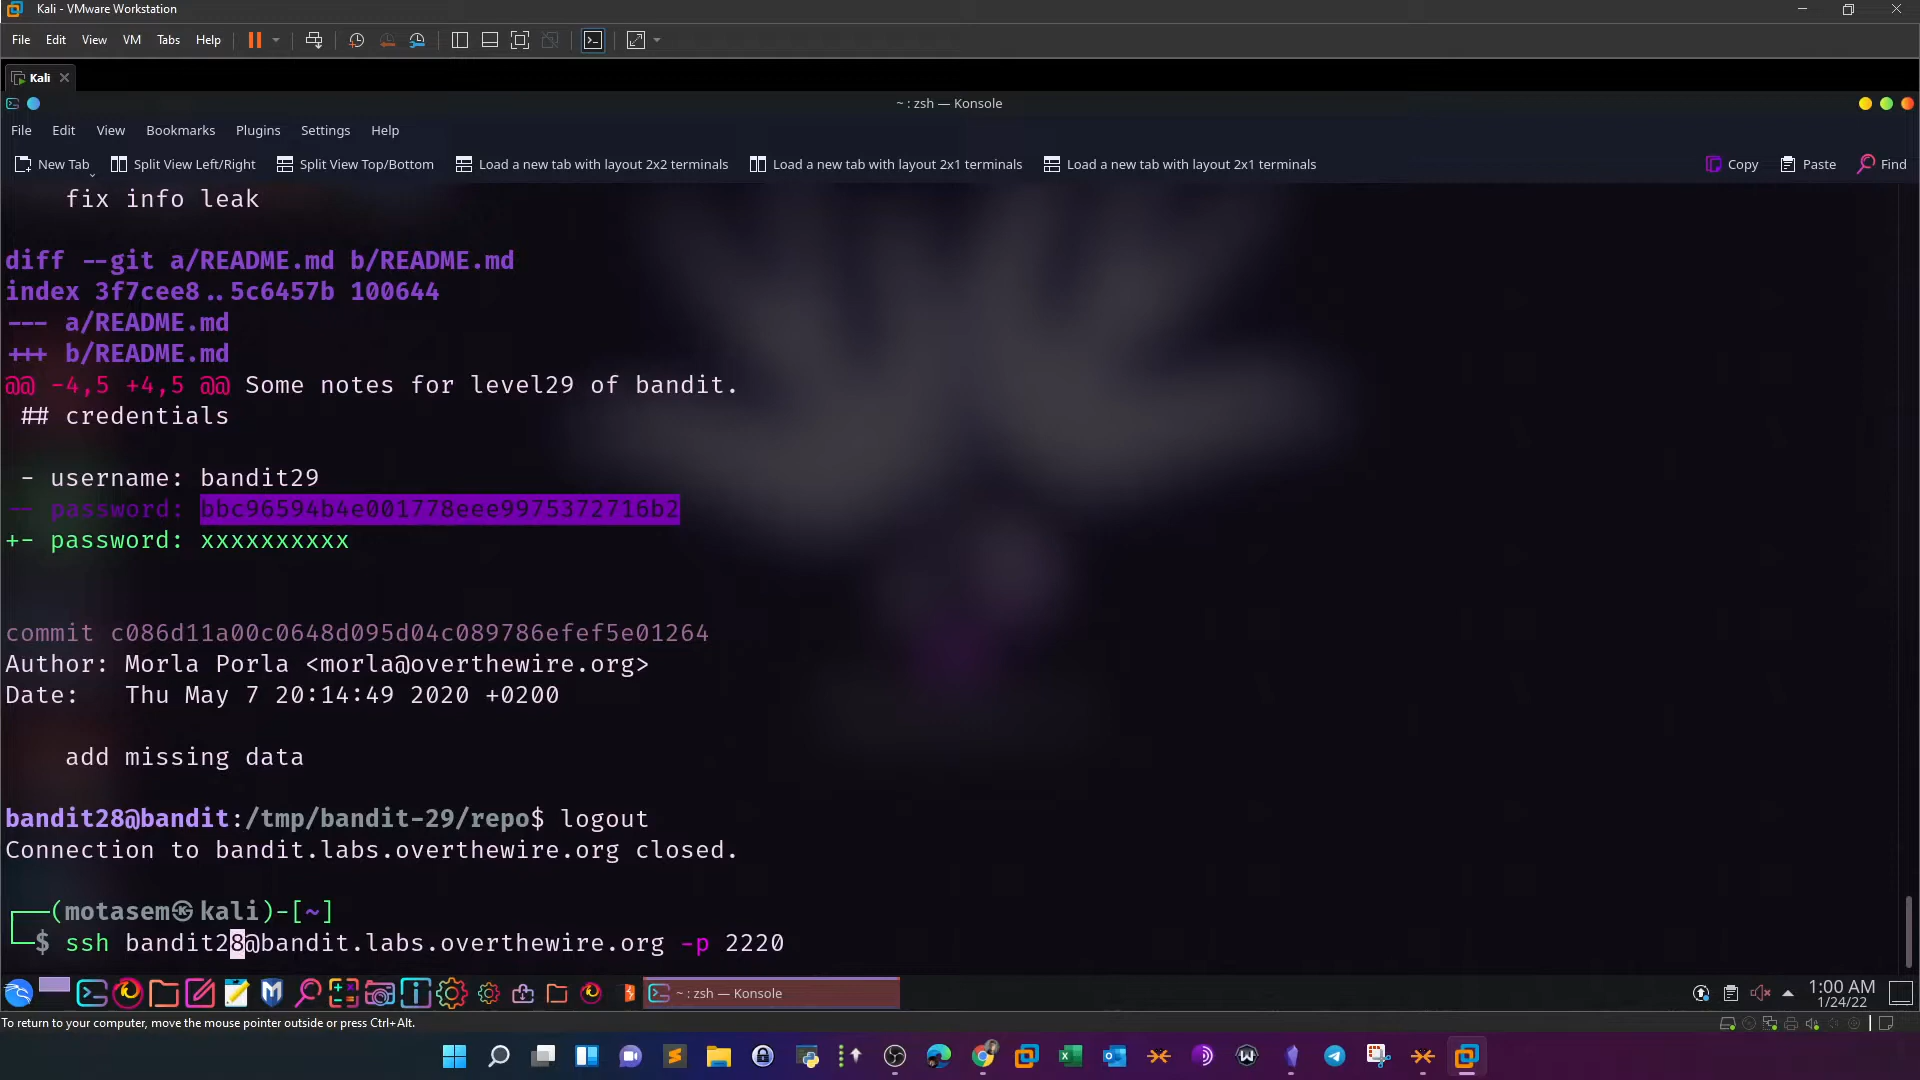 Kali - VMware Workstation
File Edit View VM Tabs Help
Kali
~ : zsh — Konsole
File Edit View Bookmarks Plugins Settings Help
New Tab Split View Left/Right Split View Top/Bottom Load a new tab with layout 2x2 terminals Load a new tab with layout 2x1 terminals Load a new tab with layout 2x1 terminals Copy Paste Find
fix info leak
diff --git a/README.md b/README.md
index 3f7cee8..5c6457b 100644
--- a/README.md
+++ b/README.md
@@ -4,5 +4,5 @@ Some notes for level29 of bandit.
## credentials
- username: bandit29
-- password: bbc96594b4e001778eee9975372716b2
+- password: xxxxxxxxxx
commit c086d11a00c0648d095d04c089786efef5e01264
Author: Morla Porla <morla@overthewire.org>
Date: Thu May 7 20:14:49 2020 +0200
add missing data
bandit28@bandit:/tmp/bandit-29/repo$ logout
Connection to bandit.labs.overthewire.org closed.
(motasem㉿kali)-[~]
$ ssh bandit28@bandit.labs.overthewire.org -p 2220
~ : zsh — Konsole
1:00 AM
1/24/22
To return to your computer, move the mouse pointer outside or press Ctrl+Alt.